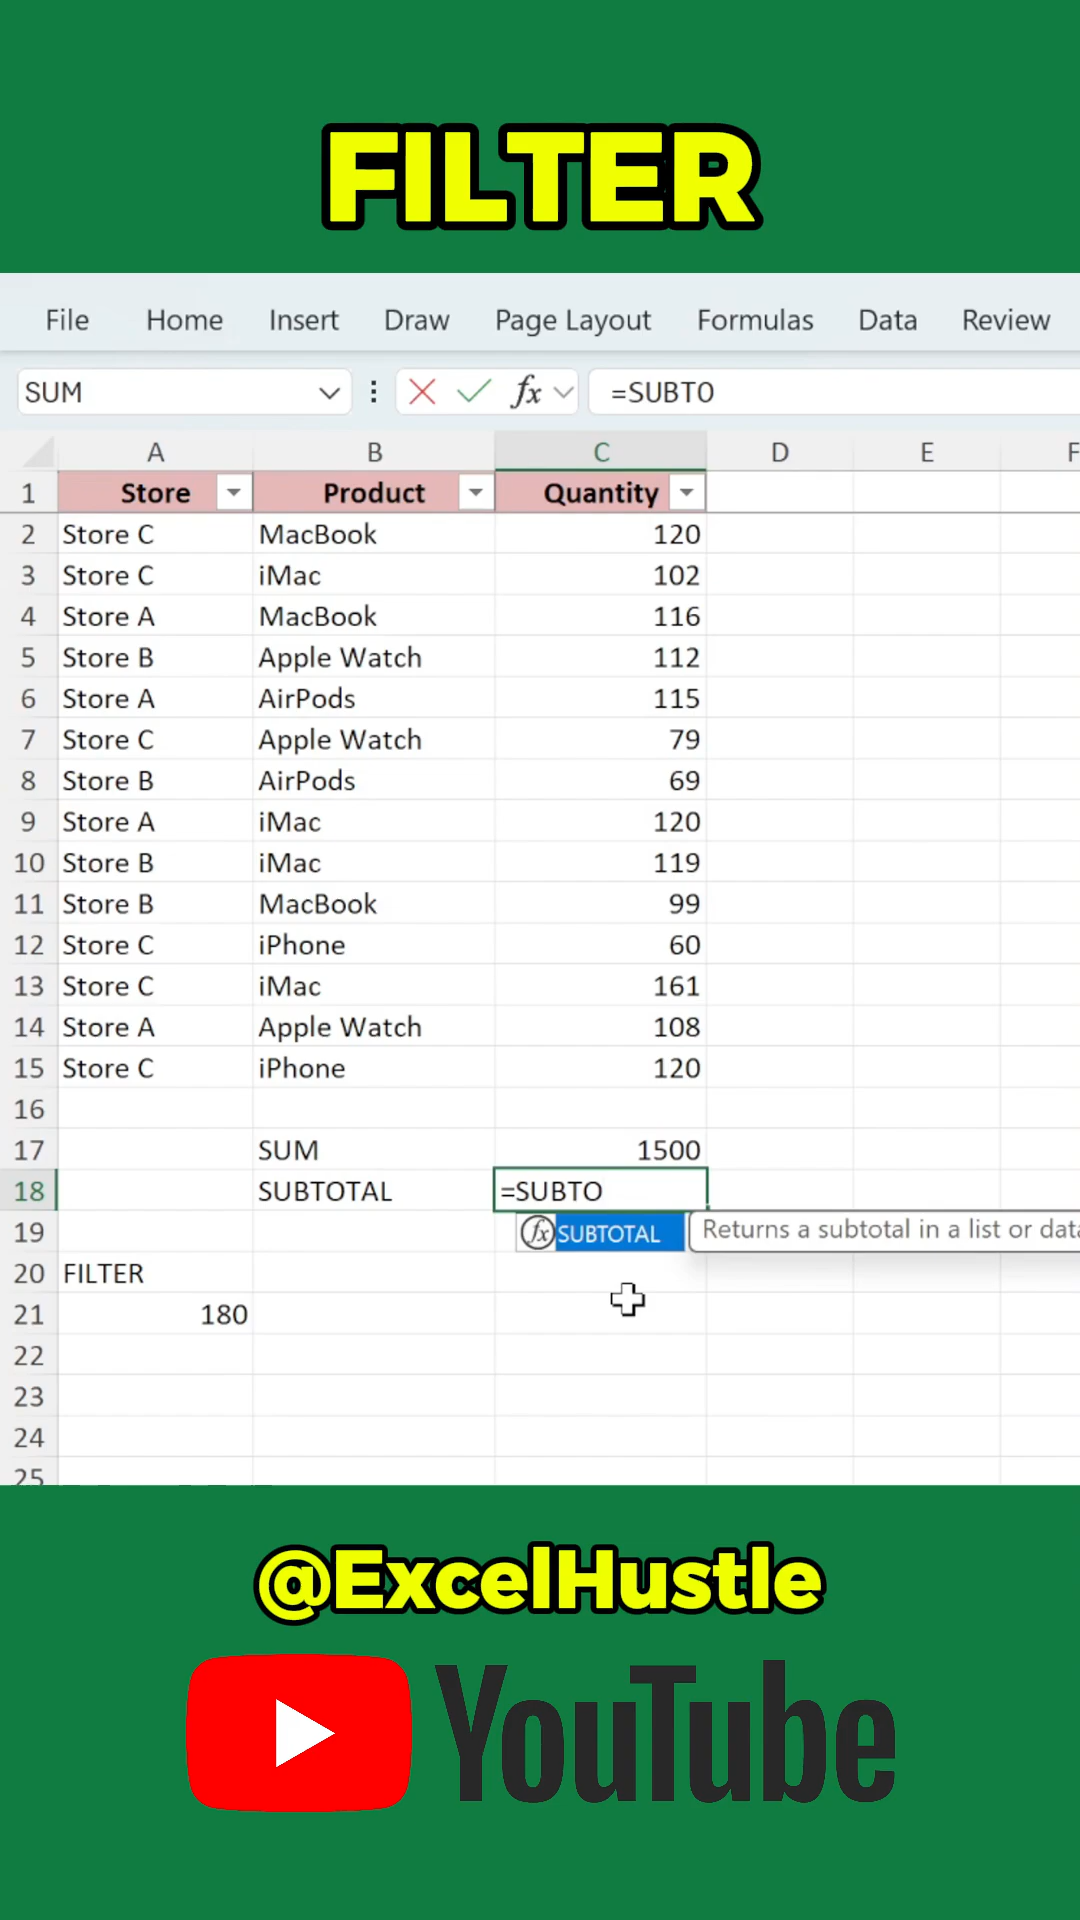 FILTER
File Home Insert Draw Page Layout Formulas Data Review
SUM fx =SUBTO
A B C D E F
1 Store Product Quantity
2 Store C MacBook 120
3 Store C iMac 102
4 Store A MacBook 116
5 Store B Apple Watch 112
6 Store A AirPods 115
7 Store C Apple Watch 79
8 Store B AirPods 69
9 Store A iMac 120
10 Store B iMac 119
11 Store B MacBook 99
12 Store C iPhone 60
13 Store C iMac 161
14 Store A Apple Watch 108
15 Store C iPhone 120
16
17 SUM 1500
18 SUBTOTAL =SUBTO
19 fx SUBTOTAL Returns a subtotal in a list or data
20 FILTER
21 180
22
23
24
25
@ExcelHustle
YouTube